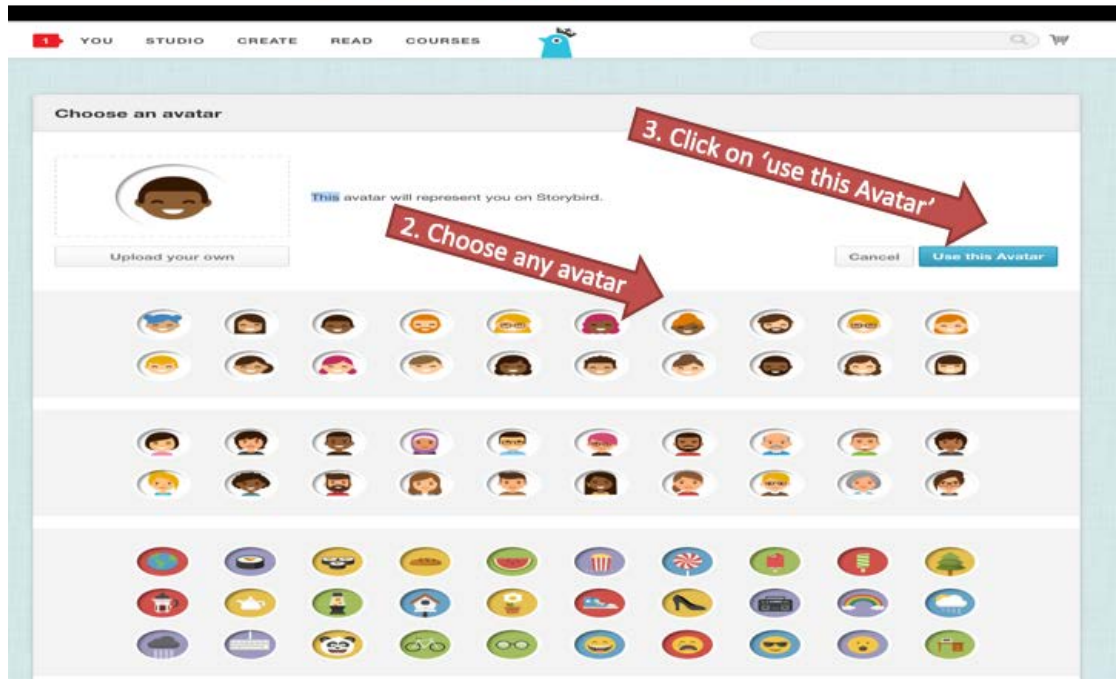 1 YOU STUDIO CREATE READ COURSES
Choose an avatar
3. Click on ‘use this Avatar’
This avatar will represent you on Storybird.
2. Choose any avatar
Upload your own
Cancel Use this Avatar